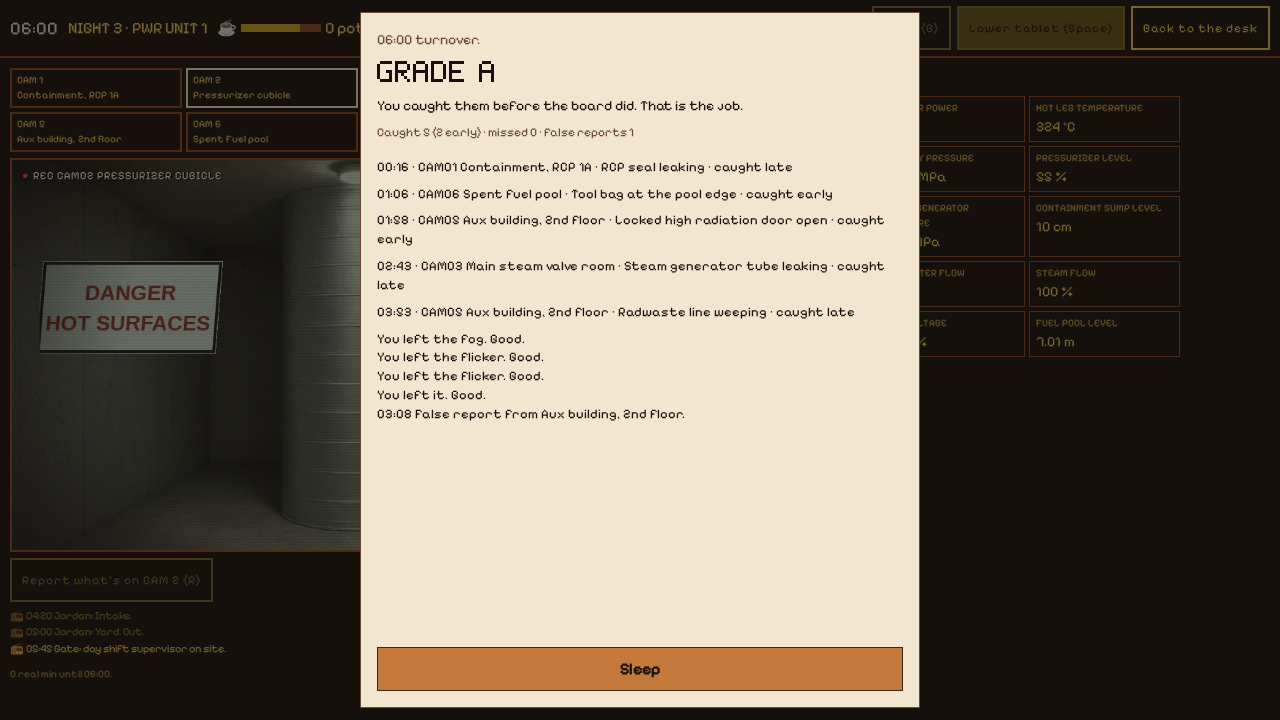 06:00 NIGHT 3 · PWR UNIT 1 0 pot
(G)
Lower tablet (Space)
Back to the desk
CAM 1
Containment, RCP 1A
CAM 2
Pressurizer cubicle
CAM 5
Aux building, 2nd floor
CAM 6
Spent fuel pool
REC CAM02 PRESSURIZER CUBICLE
DANGER
HOT SURFACES
Report what's on CAM 2 (R)
04:20 Jordan: Intake.
05:00 Jordan: Yard. Out.
05:45 Gate: day shift supervisor on site.
0 real min until 06:00.
06:00 turnover.
GRADE A
You caught them before the board did. That is the job.
Caught 5 (2 early) · missed 0 · false reports 1
00:16 · CAM01 Containment, RCP 1A · RCP seal leaking · caught late
01:06 · CAM06 Spent fuel pool · Tool bag at the pool edge · caught early
01:58 · CAM05 Aux building, 2nd floor · Locked high radiation door open · caught
early
02:43 · CAM03 Main steam valve room · Steam generator tube leaking · caught
late
03:53 · CAM05 Aux building, 2nd floor · Radwaste line weeping · caught late
You left the fog. Good.
You left the flicker. Good.
You left the flicker. Good.
You left it. Good.
03:08 False report from Aux building, 2nd floor.
Sleep
POWER
HOT LEG TEMPERATURE
324 °C
PRESSURE
MPa
PRESSURIZER LEVEL
55 %
GENERATOR
MPa
CONTAINMENT SUMP LEVEL
10 cm
FLOW
STEAM FLOW
100 %
%
FUEL POOL LEVEL
7.01 m